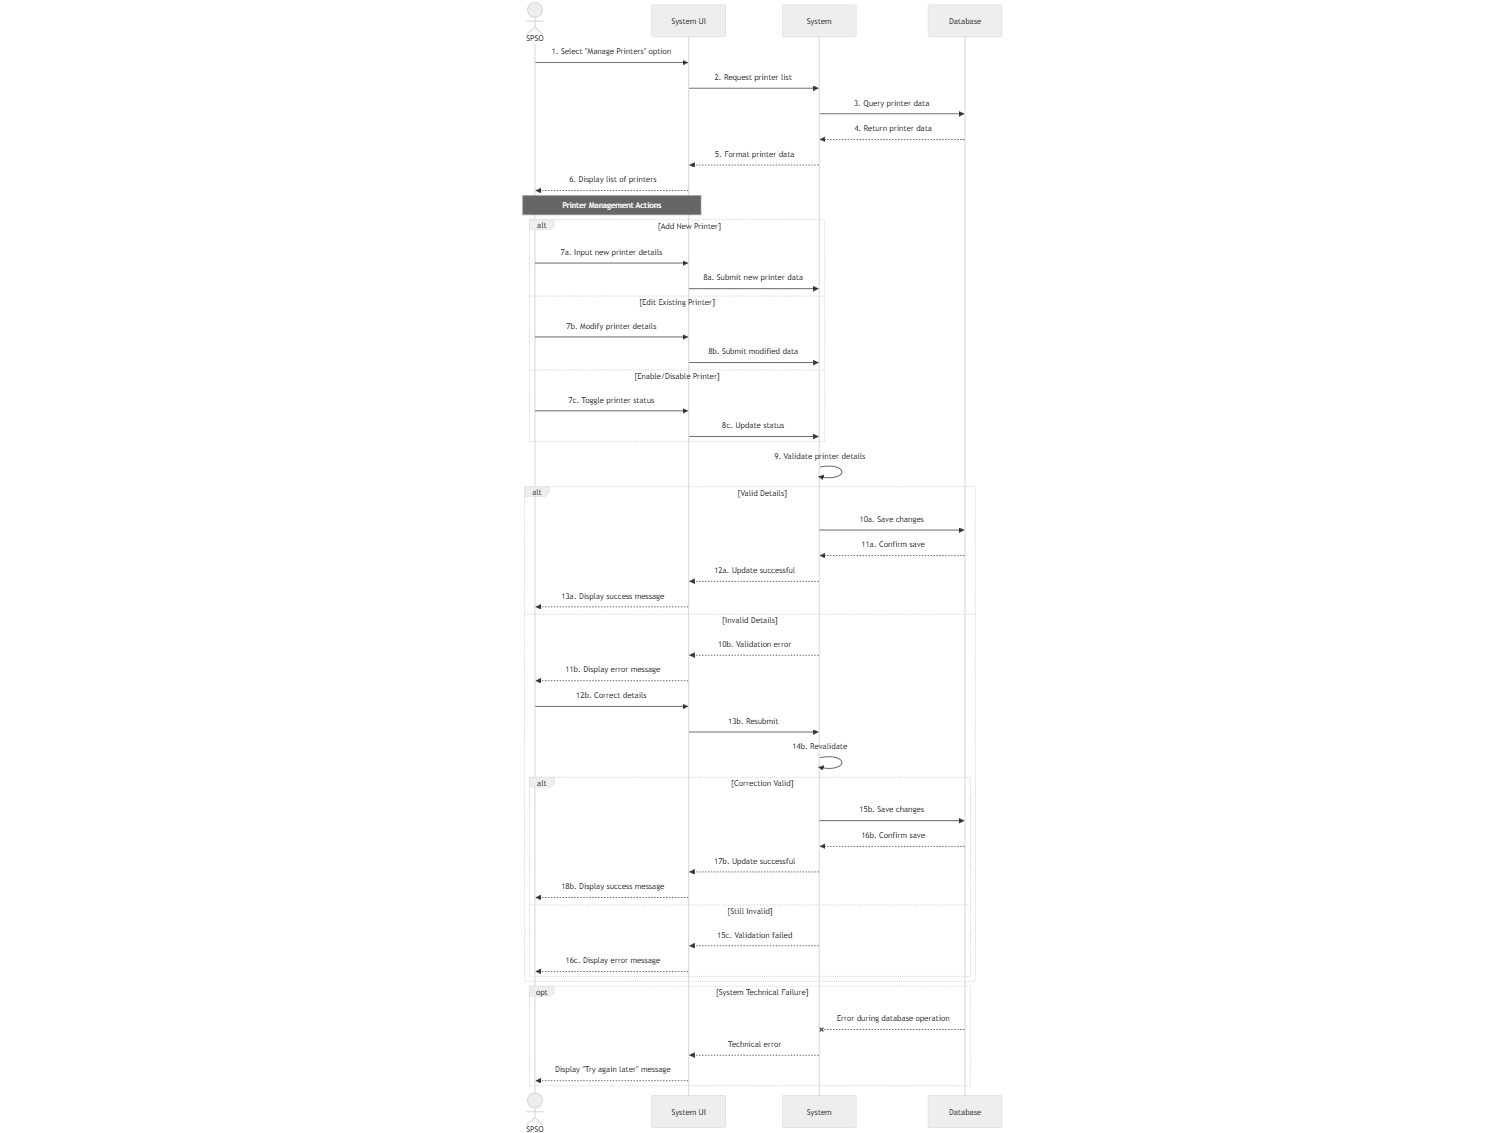 SPSO
System UI
System
Database
1. Select "Manage Printers" option
2. Request printer list
3. Query printer data
4. Return printer data
5. Format printer data
6. Display list of printers
Printer Management Actions
alt
[Add New Printer]
7a. Input new printer details
8a. Submit new printer data
[Edit Existing Printer]
7b. Modify printer details
8b. Submit modified data
[Enable/Disable Printer]
7c. Toggle printer status
8c. Update status
9. Validate printer details
alt
[Valid Details]
10a. Save changes
11a. Confirm save
12a. Update successful
13a. Display success message
[Invalid Details]
10b. Validation error
11b. Display error message
12b. Correct details
13b. Resubmit
14b. Revalidate
alt
[Correction Valid]
15b. Save changes
16b. Confirm save
17b. Update successful
18b. Display success message
[Still Invalid]
15c. Validation failed
16c. Display error message
opt
[System Technical Failure]
Error during database operation
Technical error
Display "Try again later" message
SPSO
System UI
System
Database